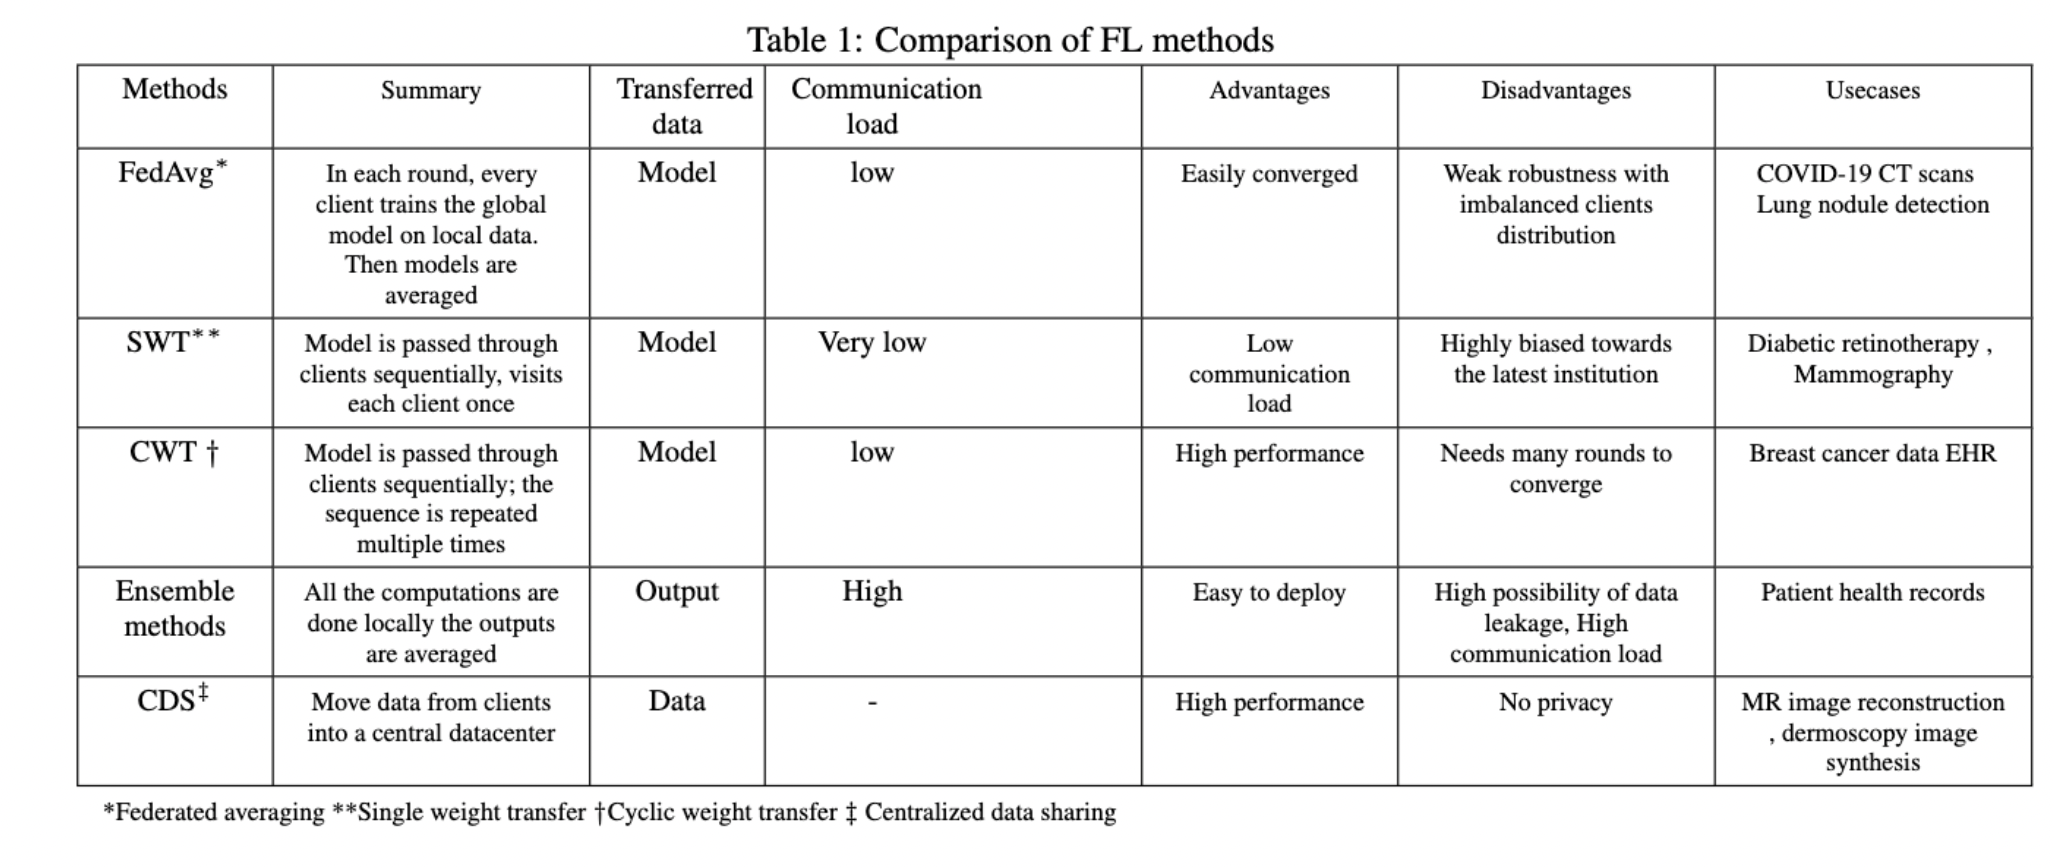 Table 1: Comparison of FL methods
Methods
Summary
Transferred
data
Communication
load
Advantages
Disadvantages
Usecases
FedAvg*
In each round, every
client trains the global
model on local data.
Then models are
averaged
Model
low
Easily converged
Weak robustness with
imbalanced clients
distribution
COVID-19 CT scans
Lung nodule detection
SWT**
Model is passed through
clients sequentially, visits
each client once
Model
Very low
Low
communication
load
Highly biased towards
the latest institution
Diabetic retinotherapy ,
Mammography
CWT †
Model is passed through
clients sequentially; the
sequence is repeated
multiple times
Model
low
High performance
Needs many rounds to
converge
Breast cancer data EHR
Ensemble
methods
All the computations are
done locally the outputs
are averaged
Output
High
Easy to deploy
High possibility of data
leakage, High
communication load
Patient health records
CDS‡
Move data from clients
into a central datacenter
Data
-
High performance
No privacy
MR image reconstruction
, dermoscopy image
synthesis
*Federated averaging **Single weight transfer †Cyclic weight transfer ‡ Centralized data sharing